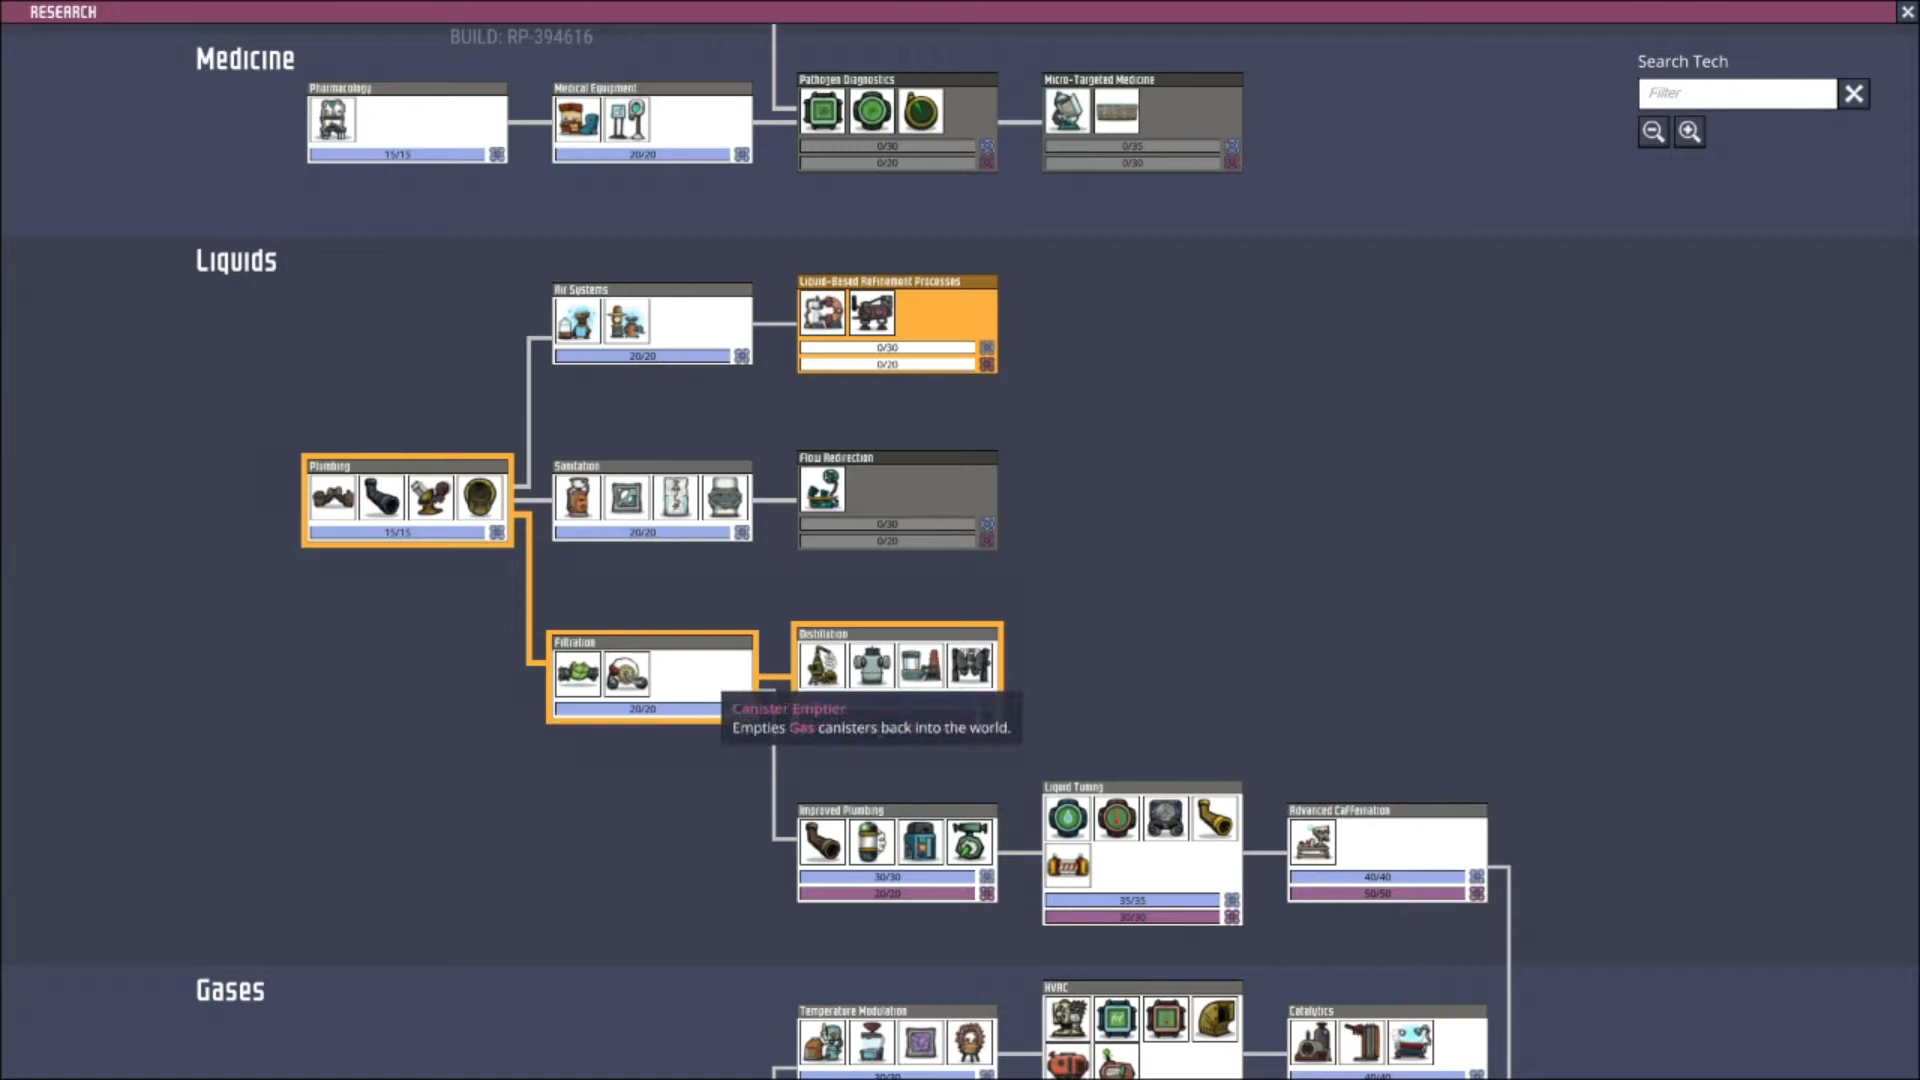 RESEARCH
BUILD: RP-394616
Medicine
Search Tech
Filter
Pharmacology
15/15
Medical Equipment
20/20
Pathogen Diagnostics
0/30
0/20
Micro-Targeted Medicine
0/35
0/30
Liquids
Air Systems
20/20
Liquid-Based Refinement Processes
0/30
0/20
Plumbing
15/15
Sanitation
20/20
Flow Redirection
0/30
0/20
Filtration
20/20
Distillation
Canister Emptier
Empties Gas canisters back into the world.
Improved Plumbing
30/30
20/20
Liquid Tuning
35/35
30/30
Advanced Caffeination
40/40
50/50
Gases
Temperature Modulation
30/30
HVAC
Catalytics
40/40